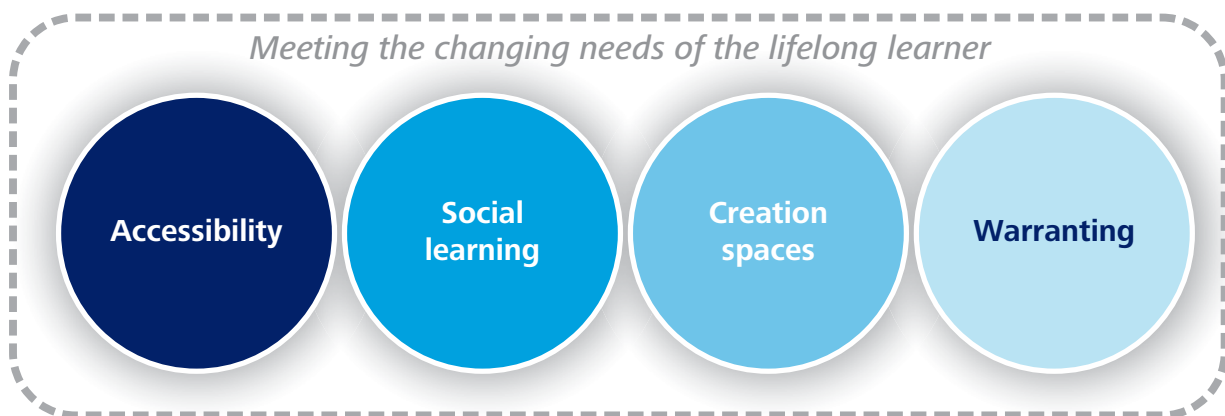 Meeting the changing needs of the lifelong learner
Accessibility
Social
learning
Creation
spaces
Warranting